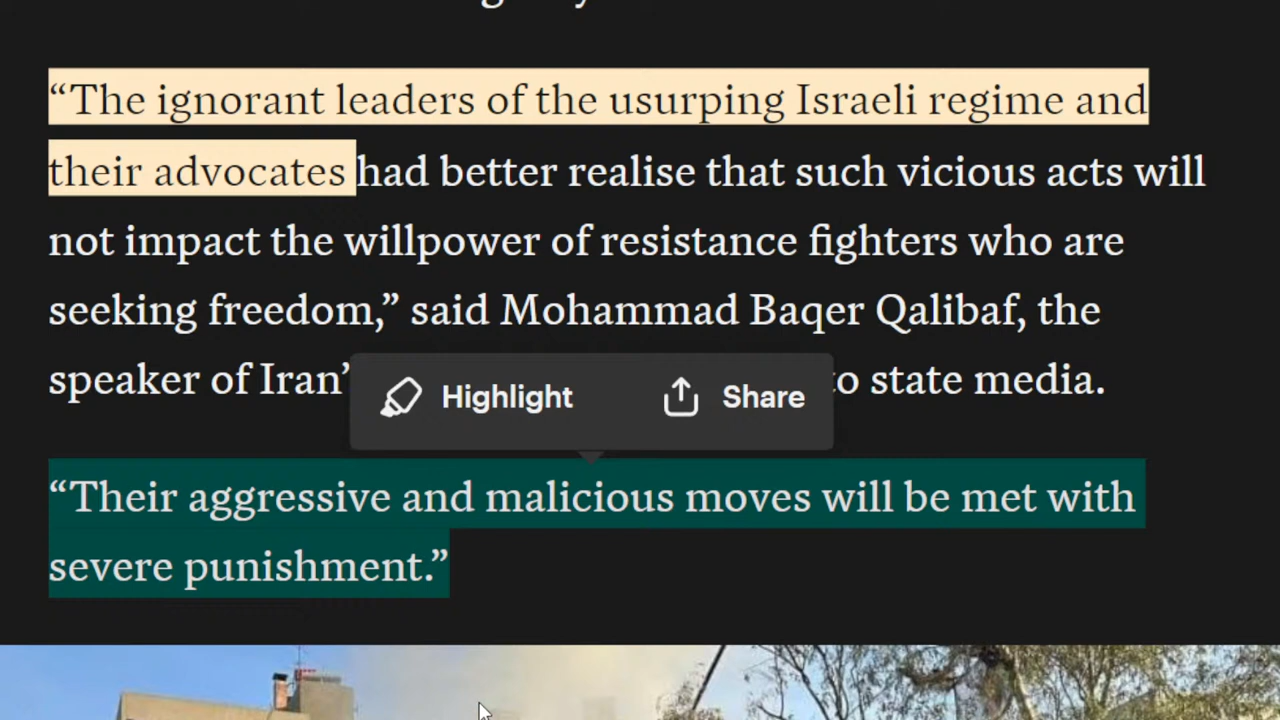 “The ignorant leaders of the usurping Israeli regime and
their advocates had better realise that such vicious acts will
not impact the willpower of resistance fighters who are
seeking freedom,” said Mohammad Baqer Qalibaf, the
speaker of Iran’ to state media.
Highlight Share
“Their aggressive and malicious moves will be met with
severe punishment.”